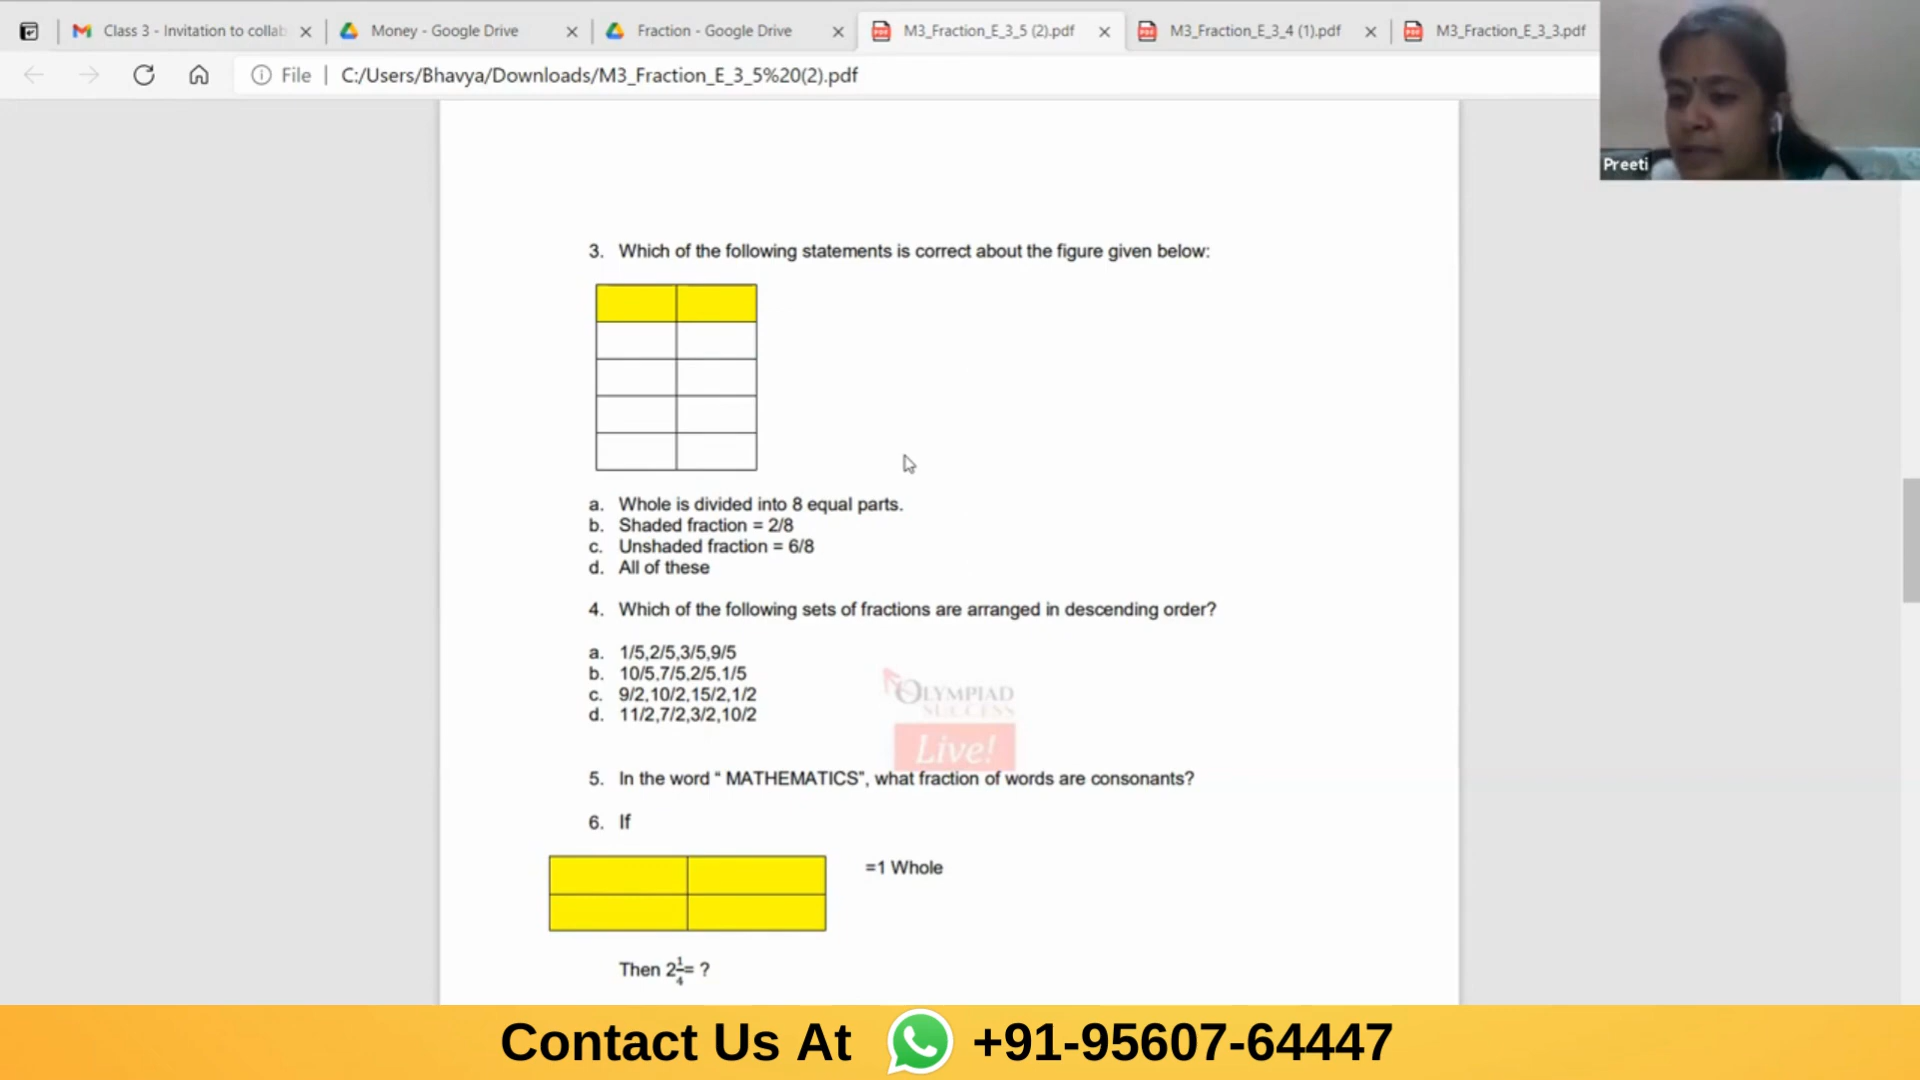 Class 3 - Invitation to collab
Money - Google Drive
Fraction - Google Drive
M3_Fraction_E_3_5 (2).pdf
M3_Fraction_E_3_4 (1).pdf
M3_Fraction_E_3_3.pdf
File | C:/Users/Bhavya/Downloads/M3_Fraction_E_3_5%20(2).pdf
Preeti
3. Which of the following statements is correct about the figure given below:
a. Whole is divided into 8 equal parts.
b. Shaded fraction = 2/8
c. Unshaded fraction = 6/8
d. All of these
4. Which of the following sets of fractions are arranged in descending order?
a. 1/5,2/5,3/5,9/5
b. 10/5,7/5,2/5,1/5
c. 9/2,10/2,15/2,1/2
d. 11/2,7/2,3/2,10/2
OLYMPIAD
SUCCESS
Live!
5. In the word “ MATHEMATICS”, what fraction of words are consonants?
6. If
=1 Whole
Then 2 1/4 = ?
Contact Us At +91-95607-64447